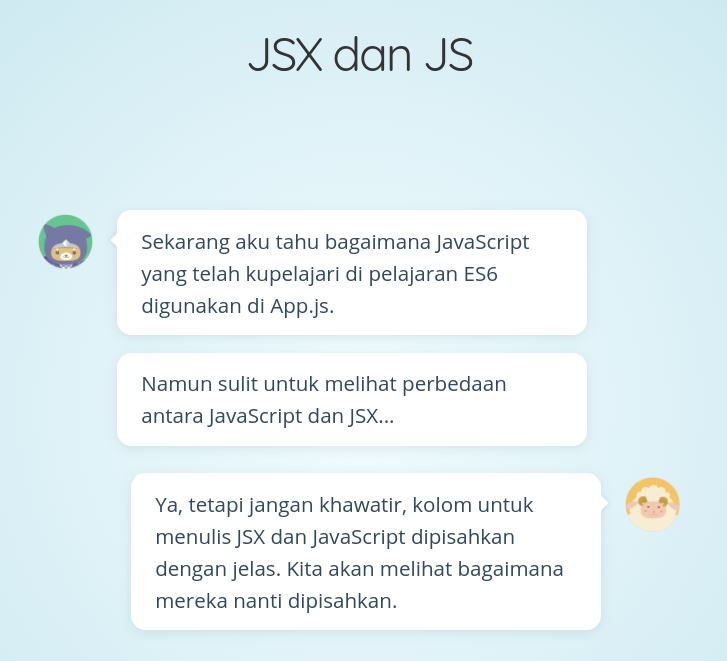 JSX dan JS
Sekarang aku tahu bagaimana JavaScript
yang telah kupelajari di pelajaran ES6
digunakan di App.js.
Namun sulit untuk melihat perbedaan
antara JavaScript dan JSX...
Ya, tetapi jangan khawatir, kolom untuk
menulis JSX dan JavaScript dipisahkan
dengan jelas. Kita akan melihat bagaimana
mereka nanti dipisahkan.